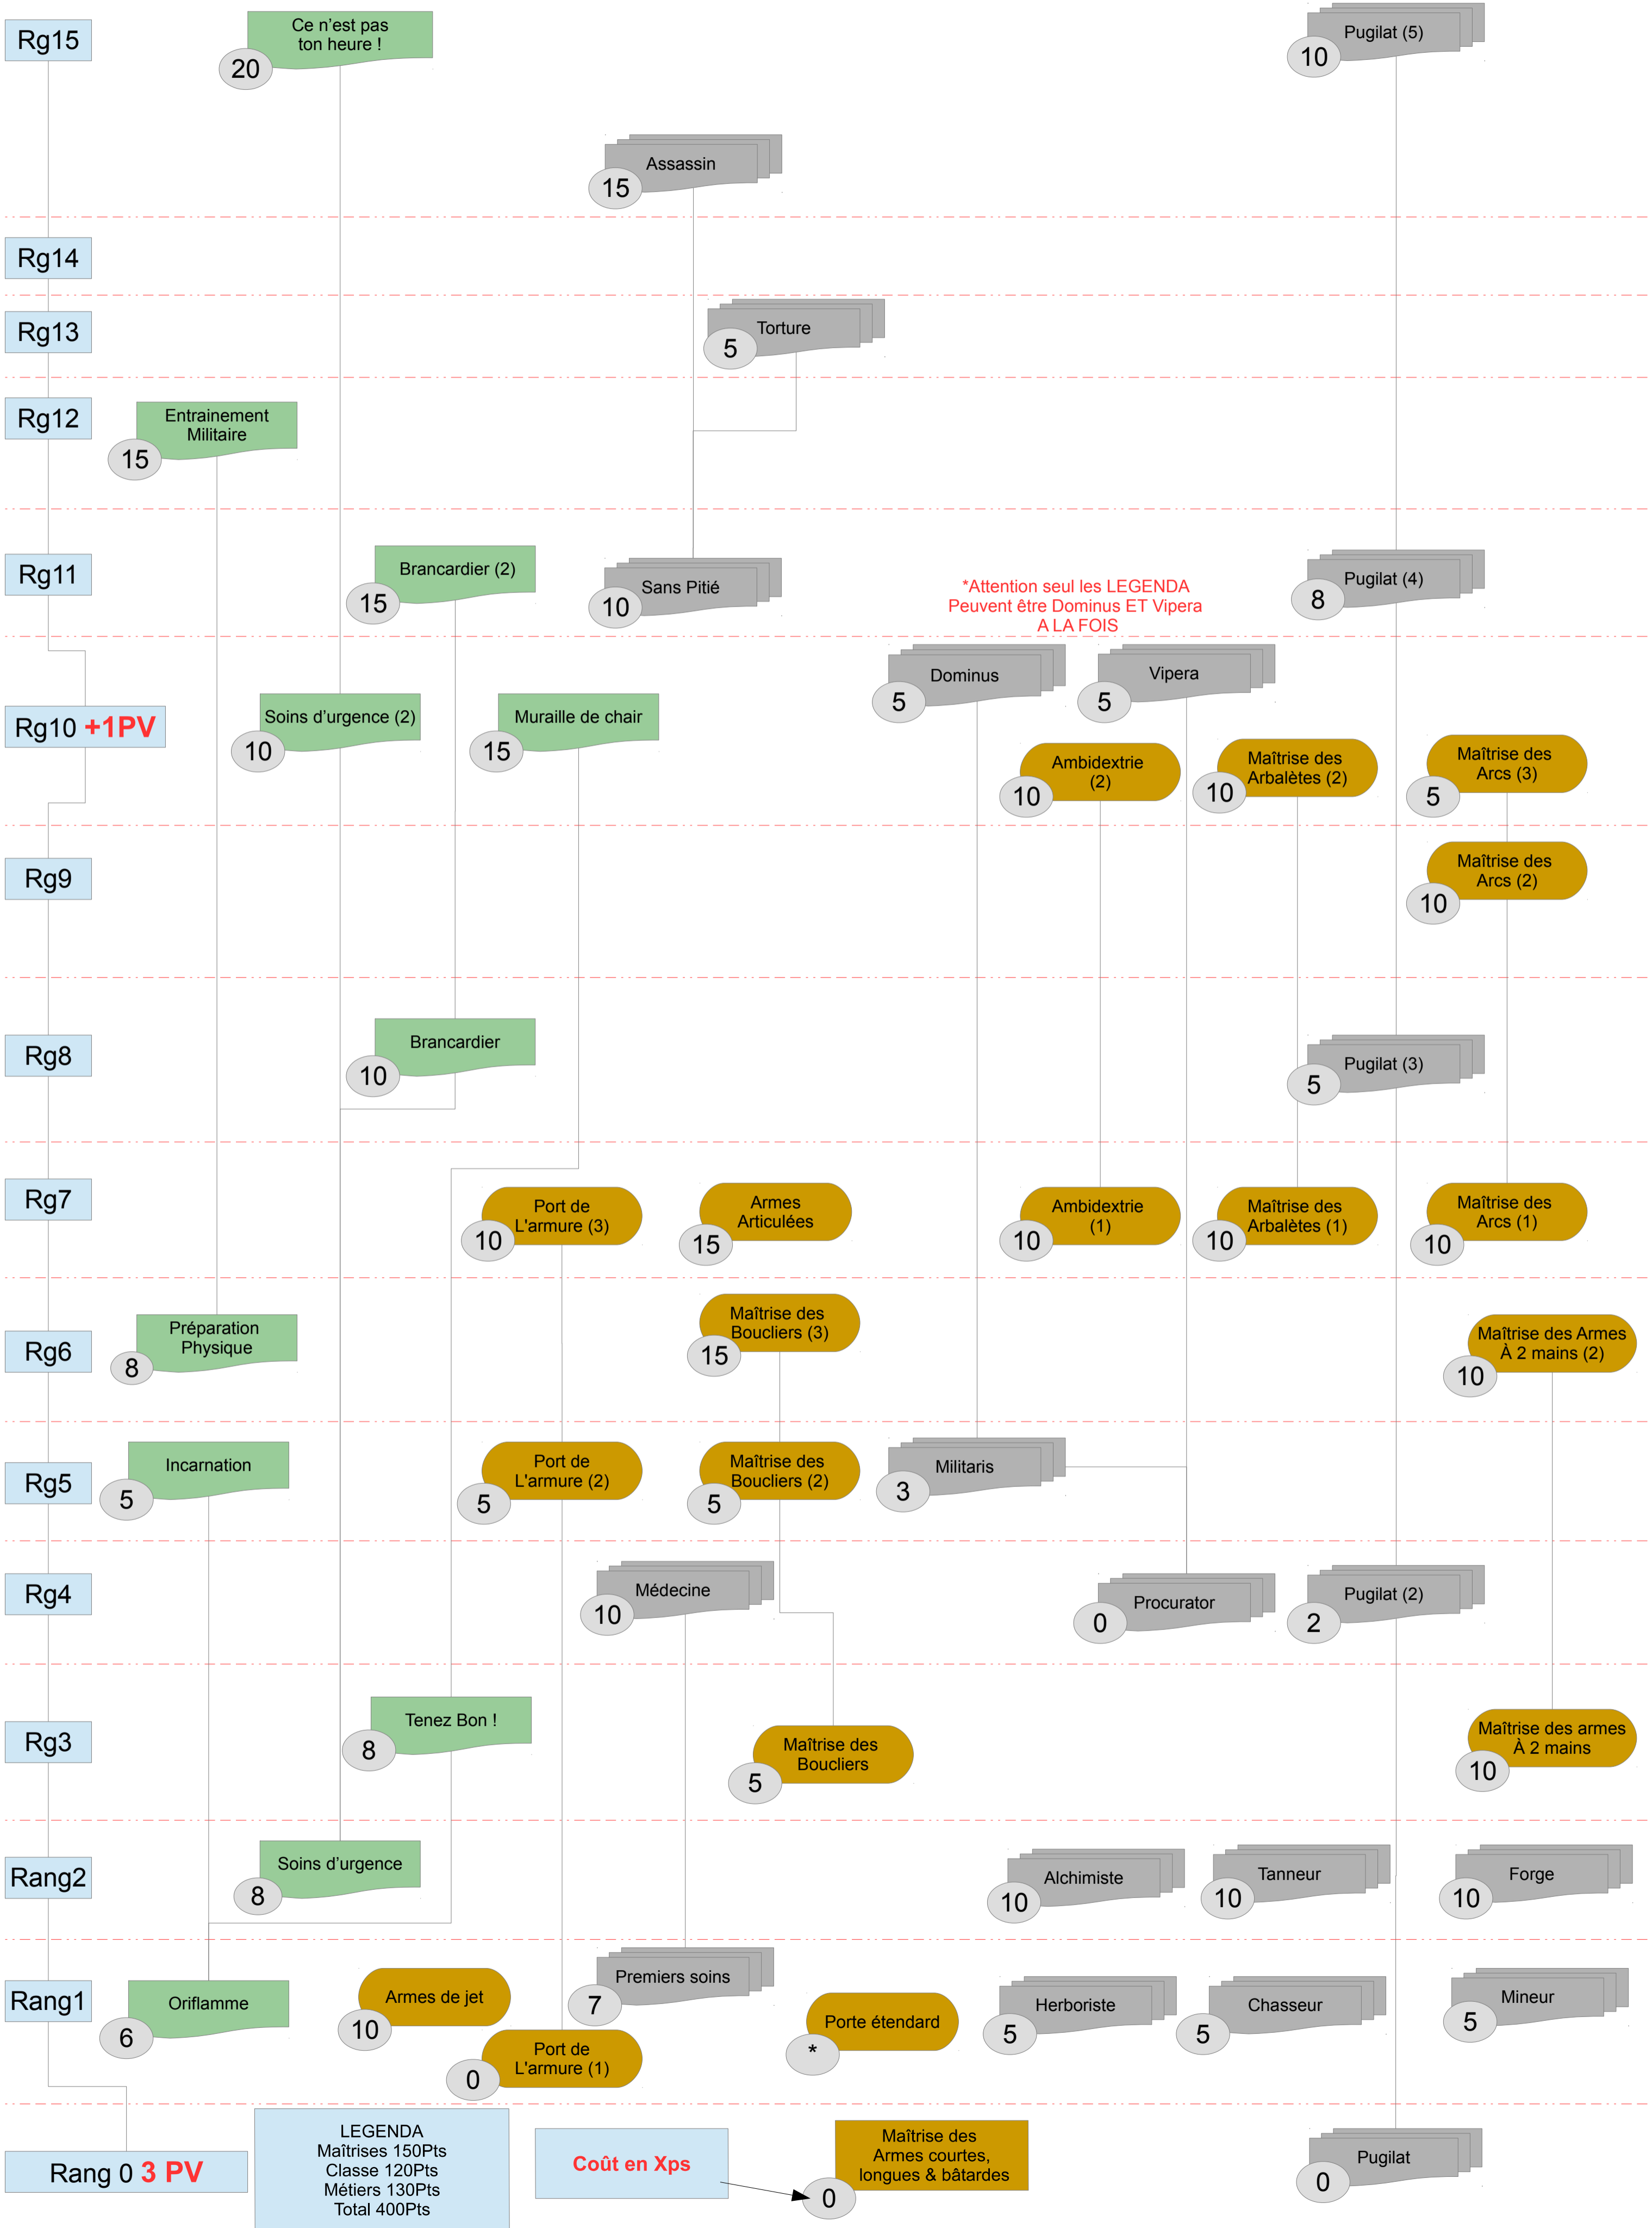 Rg15
Ce n’est pas
ton heure !
20
Pugilat (5)
10
Assassin
15
Rg14
Rg13
Torture
5
Rg12
Entrainement
Militaire
15
Rg11
Brancardier (2)
15
Sans Pitié
10
*Attention seul les LEGENDA
Peuvent être Dominus ET Vipera
A LA FOIS
Pugilat (4)
8
Rg10 +1PV
Soins d’urgence (2)
10
Muraille de chair
15
Dominus
5
Vipera
5
Ambidextrie
(2)
10
Maîtrise des
Arbalètes (2)
10
Maîtrise des
Arcs (3)
5
Rg9
Maîtrise des
Arcs (2)
10
Rg8
Brancardier
10
Pugilat (3)
5
Rg7
Port de
L'armure (3)
10
Armes
Articulées
15
Ambidextrie
(1)
10
Maîtrise des
Arbalètes (1)
10
Maîtrise des
Arcs (1)
10
Rg6
Préparation
Physique
8
Maîtrise des
Boucliers (3)
15
Maîtrise des Armes
À 2 mains (2)
10
Rg5
Incarnation
5
Port de
L'armure (2)
5
Maîtrise des
Boucliers (2)
5
Militaris
3
Rg4
Médecine
10
Procurator
0
Pugilat (2)
2
Rg3
Tenez Bon !
8
Maîtrise des
Boucliers
5
Maîtrise des armes
À 2 mains
10
Rang2
Soins d’urgence
8
Alchimiste
10
Tanneur
10
Forge
10
Rang1
Oriflamme
6
Armes de jet
10
Port de
L'armure (1)
0
Premiers soins
7
Porte étendard
*
Herboriste
5
Chasseur
5
Mineur
5
Rang 0 3 PV
LEGENDA
Maîtrises 150Pts
Classe 120Pts
Métiers 130Pts
Total 400Pts
Coût en Xps
Maîtrise des
Armes courtes,
longues & bâtardes
0
Pugilat
0